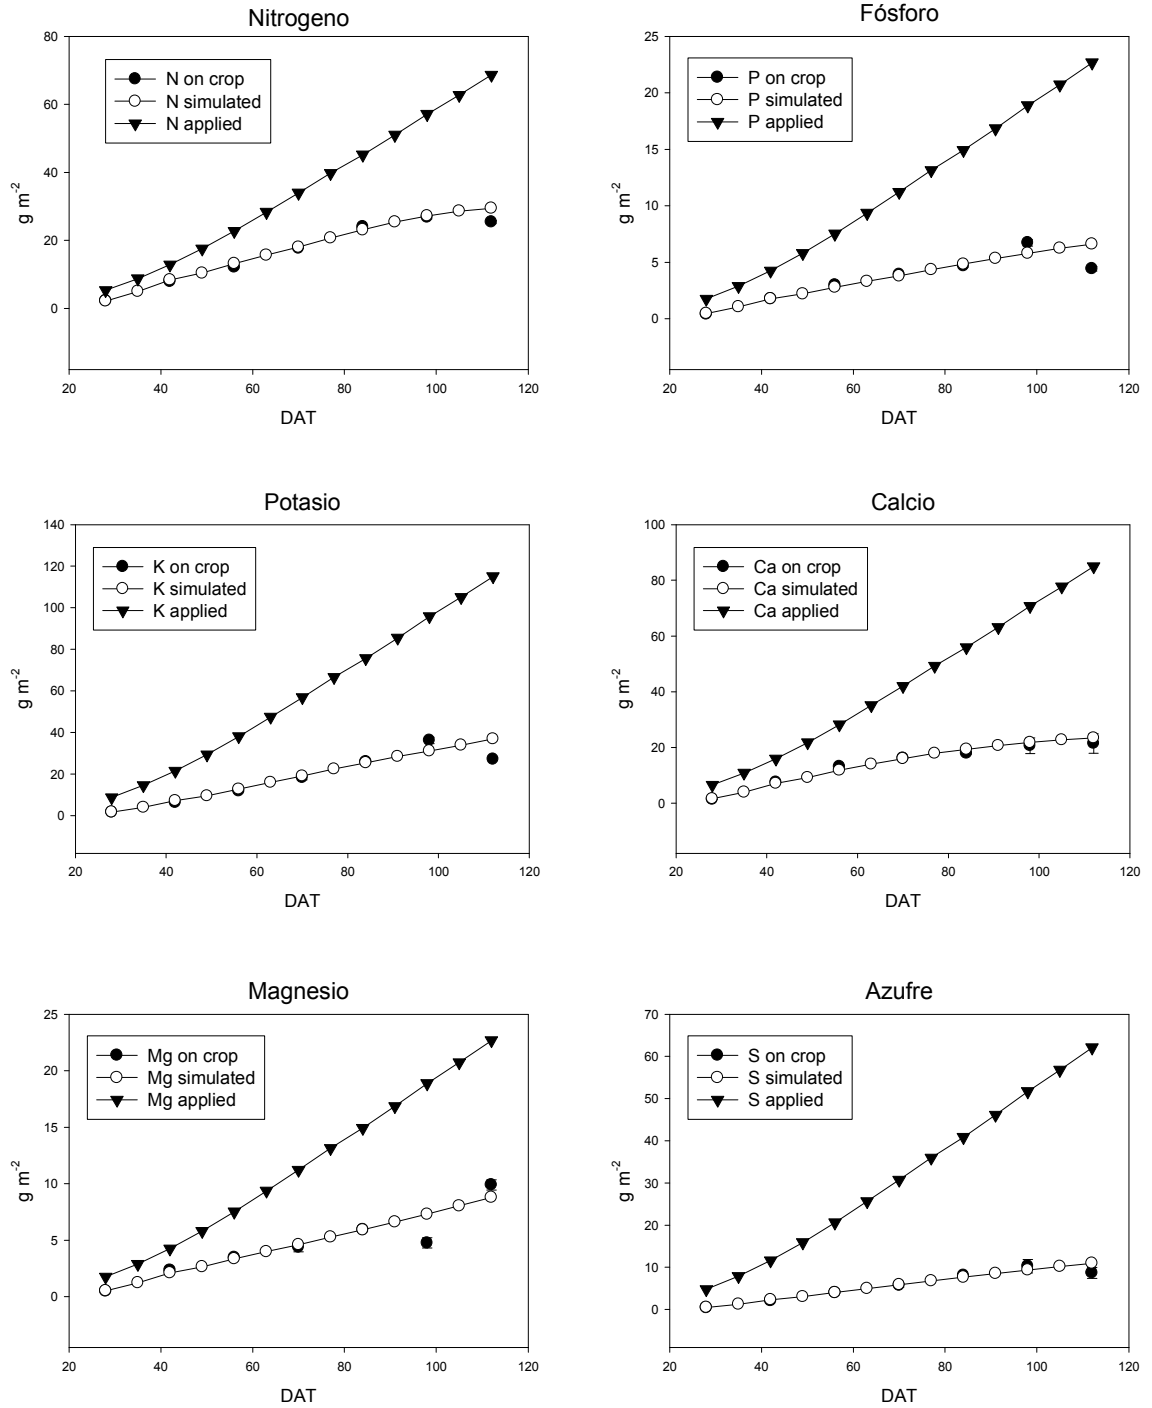 Nitrogeno
80
60
40
20
0
g m-2
N on crop
N simulated
N applied
20 40 60 80 100 120
DAT
Fósforo
25
20
15
10
5
0
g m-2
P on crop
P simulated
P applied
20 40 60 80 100 120
DAT
Potasio
140
120
100
80
60
40
20
0
g m-2
K on crop
K simulated
K applied
20 40 60 80 100 120
DAT
Calcio
100
80
60
40
20
0
g m-2
Ca on crop
Ca simulated
Ca applied
20 40 60 80 100 120
DAT
Magnesio
25
20
15
10
5
0
g m-2
Mg on crop
Mg simulated
Mg applied
20 40 60 80 100 120
DAT
Azufre
70
60
50
40
30
20
10
0
g m-2
S on crop
S simulated
S applied
20 40 60 80 100 120
DAT